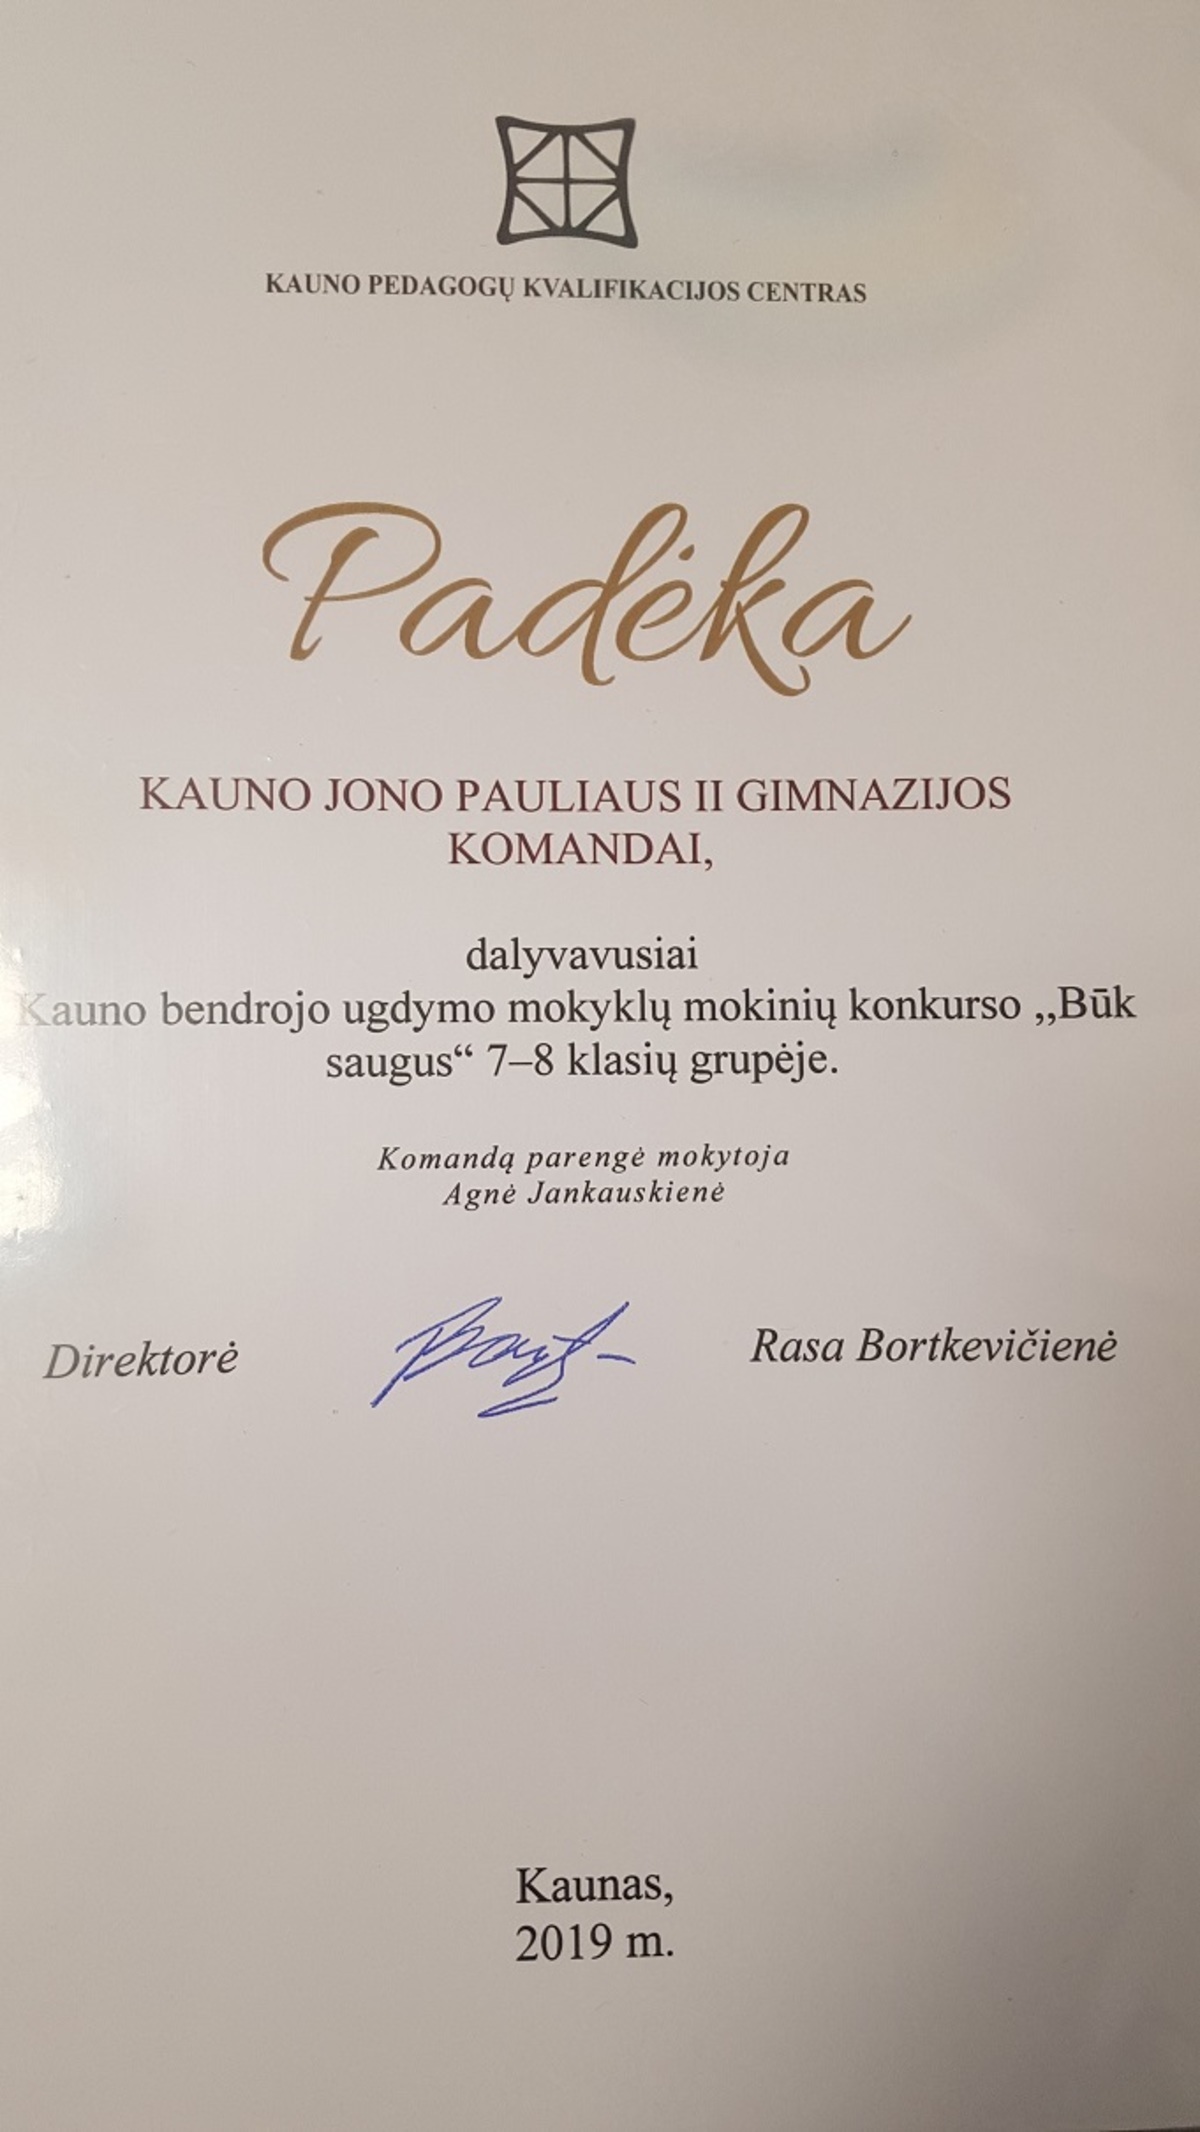 KAUNO PEDAGOGŲ KVALIFIKACIJOS CENTRAS
Padėka
KAUNO JONO PAULIAUS II GIMNAZIJOS
KOMANDAI,
dalyvavusiai
Kauno bendrojo ugdymo mokyklų mokinių konkurso „Būk
saugus“ 7–8 klasių grupėje.
Komandą parengė mokytoja
Agnė Jankauskienė
Direktorė Rasa Bortkevičienė
Kaunas,
2019 m.